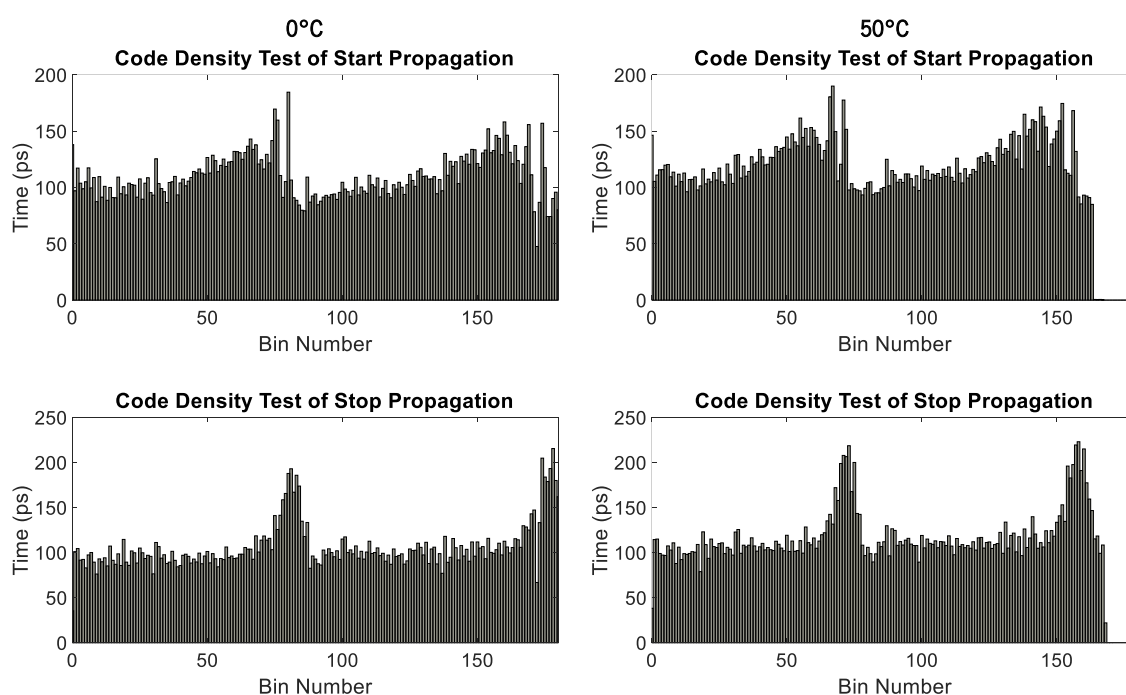 0°C
Code Density Test of Start Propagation
200
150
100
50
0
Time (ps)
0 50 100 150
Bin Number
50°C
Code Density Test of Start Propagation
200
150
100
50
0
Time (ps)
0 50 100 150
Bin Number
Code Density Test of Stop Propagation
250
200
150
100
50
0
Time (ps)
0 50 100 150
Bin Number
Code Density Test of Stop Propagation
250
200
150
100
50
0
Time (ps)
0 50 100 150
Bin Number